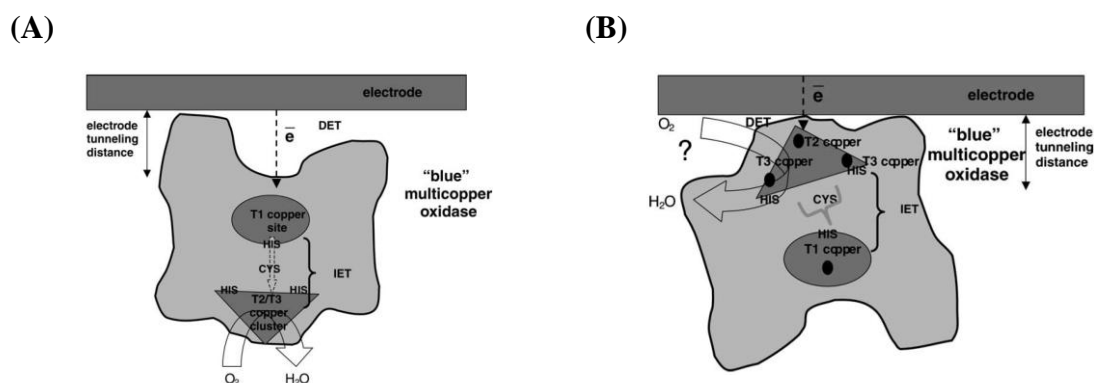 (A)
(B)
electrode
electrode
tunneling
distance
e
DET
"blue"
multicopper
oxidase
T1 copper
site
HIS
CYS
IET
HIS
HIS
T2/T3
copper
cluster
O₂
H₂O
electrode
e
O₂
DET
?
T2 copper
T3 copper
T3 copper
HIS
"blue"
multicopper
oxidase
electrode
tunneling
distance
H₂O
HIS
CYS
IET
HIS
T1 copper